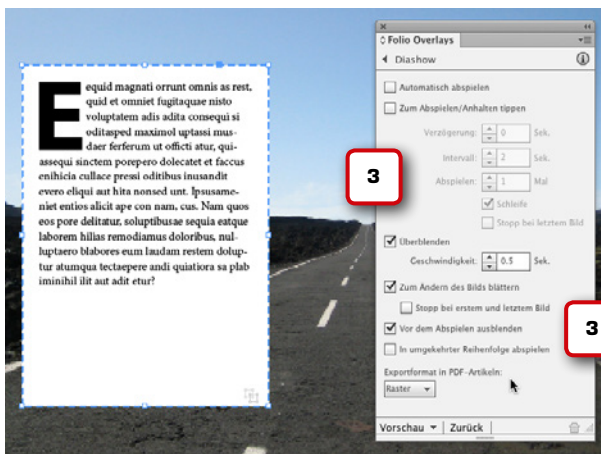 Equid magnati orrunt omnis as rest,
quid et omniet fugitaquae nisto
voluptatem adis adita consequi si
oditasped maximol uptassi mus-
daer ferferum ut officti atur, qui-
assequi sinctem porepero dolecatet et faccus
enihicia cullace pressi oditibus inusandit
evero eliqui aut hita nonsed unt. Ipsusame-
niet entios alicit ape con nam, cus. Nam quos
eos pore delitatur, soluptibusae sequia eatque
laborem hilias remodiamus doloribus, nul-
luptaero blabores eum laudam restem dolup-
tur atumqua tectaepere andi quiatiora sa plab
iminihil ilit aut adit etur?
Folio Overlays
Diashow
Automatisch abspielen
Zum Abspielen/Anhalten tippen
Verzögerung: 0 Sek.
Intervall: 2 Sek.
3
Abspielen: 1 Mal
Schleife
Stopp bei letztem Bild
Überblenden
Geschwindigkeit: 0.5 Sek.
Zum Ändern des Bilds blättern
Stopp bei erstem und letztem Bild
Vor dem Abspielen ausblenden
3
In umgekehrter Reihenfolge abspielen
Exportformat in PDF-Artikeln:
Raster
Vorschau Zurück